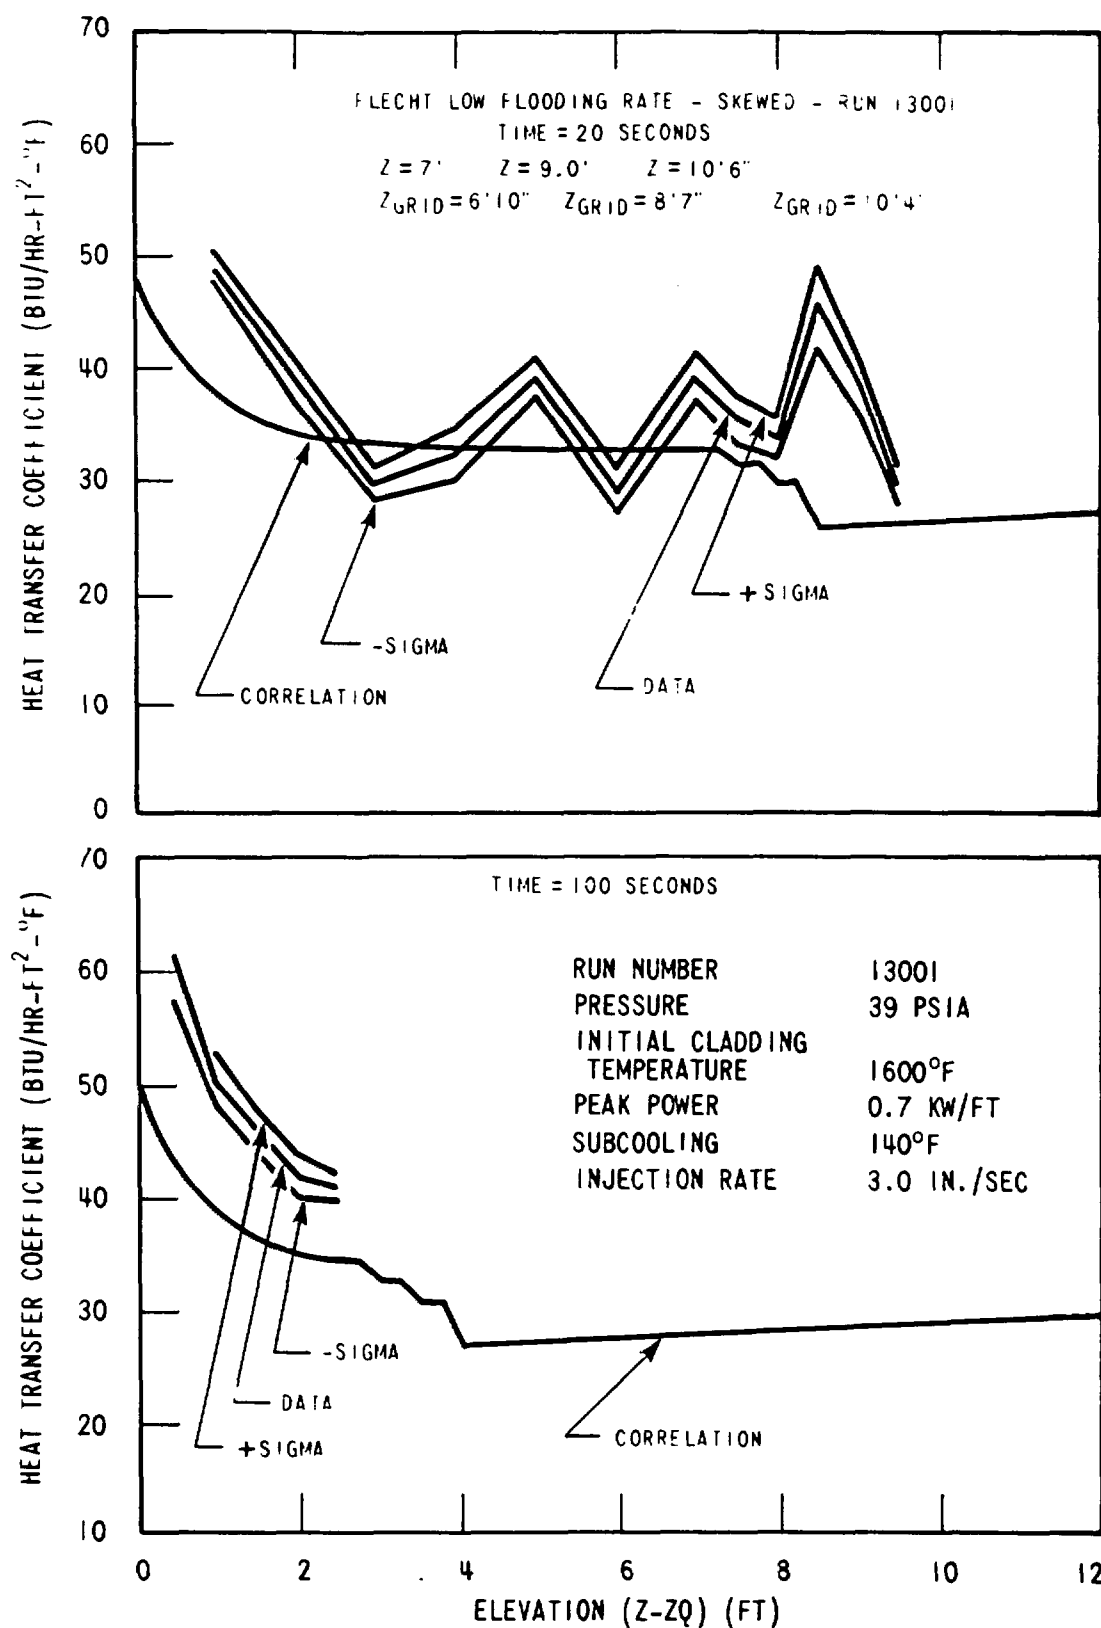 70
60
50
40
30
20
10
0
HEAT TRANSFER COEFFICIENT (BTU/HR-FT²-°F)
FLECHT LOW FLOODING RATE - SKEWED - RUN 13001
TIME = 20 SECONDS
Z = 7' Z = 9.0' Z = 10'6"
ZGRID = 6'10" ZGRID = 8'7" ZGRID = 10'4"
+SIGMA
-SIGMA
DATA
CORRELATION
70
60
50
40
30
20
10
HEAT TRANSFER COEFFICIENT (BTU/HR-FT²-°F)
TIME = 100 SECONDS
RUN NUMBER 13001
PRESSURE 39 PSIA
INITIAL CLADDING
TEMPERATURE 1600°F
PEAK POWER 0.7 KW/FT
SUBCOOLING 140°F
INJECTION RATE 3.0 IN./SEC
-SIGMA
DATA
+SIGMA
CORRELATION
0 2 4 6 8 10 12
ELEVATION (Z-ZQ) (FT)